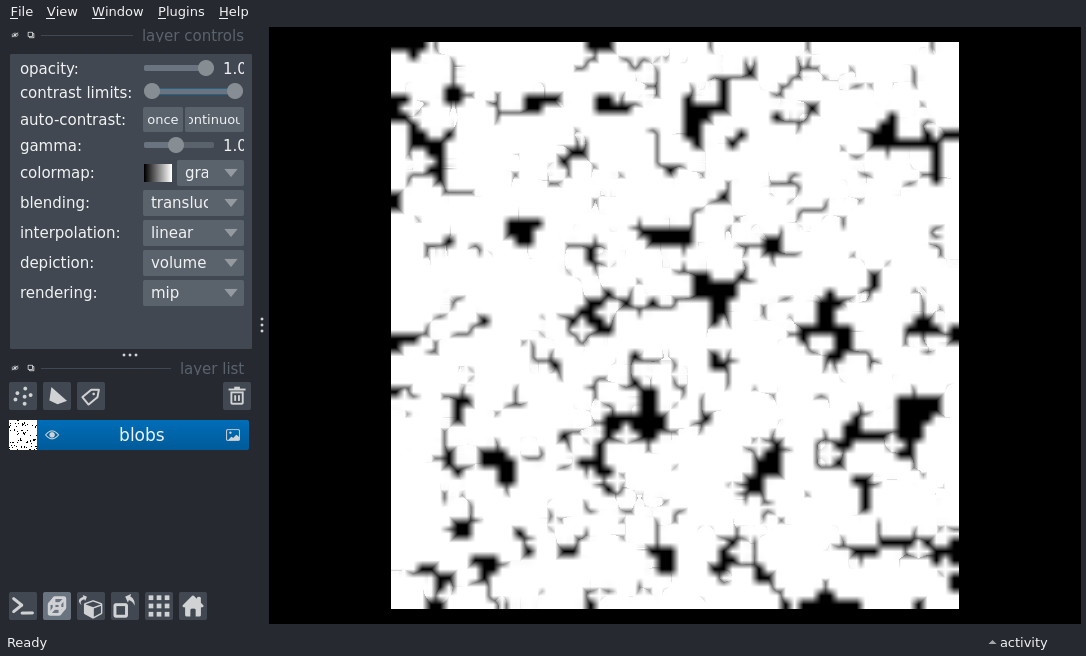 File View Window Plugins Help
layer controls
opacity: 1.0
contrast limits:
auto-contrast: once ontinuou
gamma: 1.0
colormap: gra
blending: transluc
interpolation: linear
depiction: volume
rendering: mip
layer list
blobs
Ready
activity